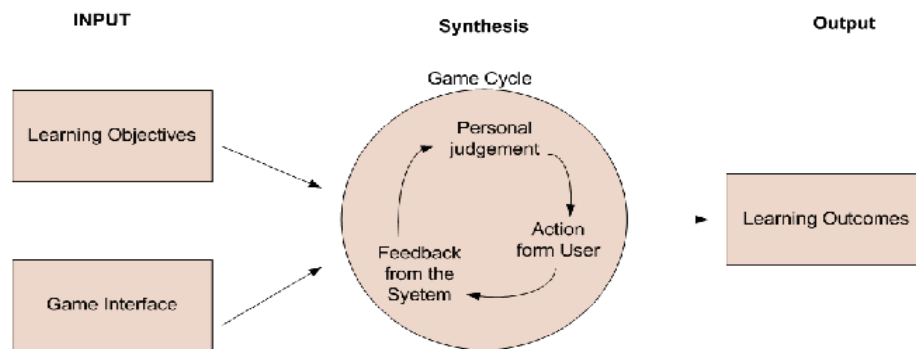 INPUT
Synthesis
Output
Game Cycle
Learning Objectives
Personal
judgement
Action
form User
Feedback
from the
Syetem
Game Interface
Learning Outcomes